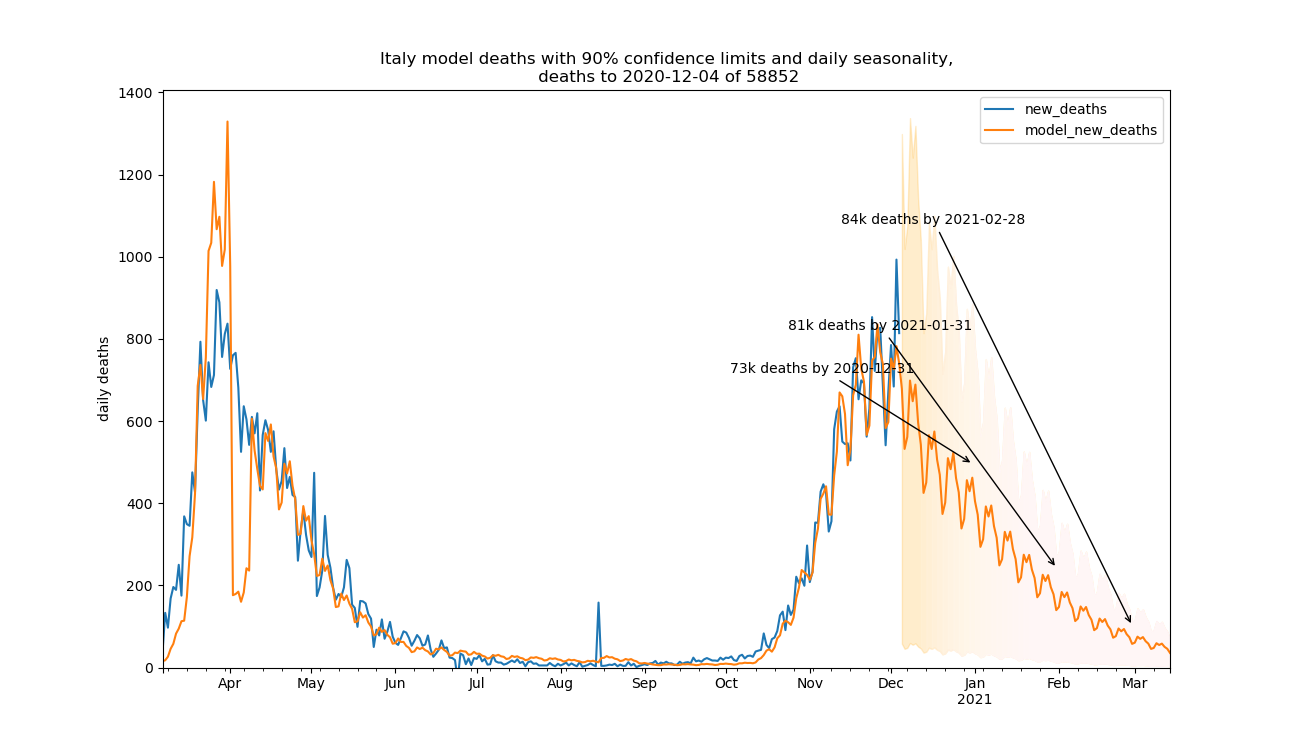 Italy model deaths with 90% confidence limits and daily seasonality,
deaths to 2020-12-04 of 58852
1400
1200
1000
800
600
400
200
0
daily deaths
new_deaths
model_new_deaths
84k deaths by 2021-02-28
81k deaths by 2021-01-31
73k deaths by 2020-12-31
Apr May Jun Jul Aug Sep Oct Nov Dec Jan Feb Mar
2021